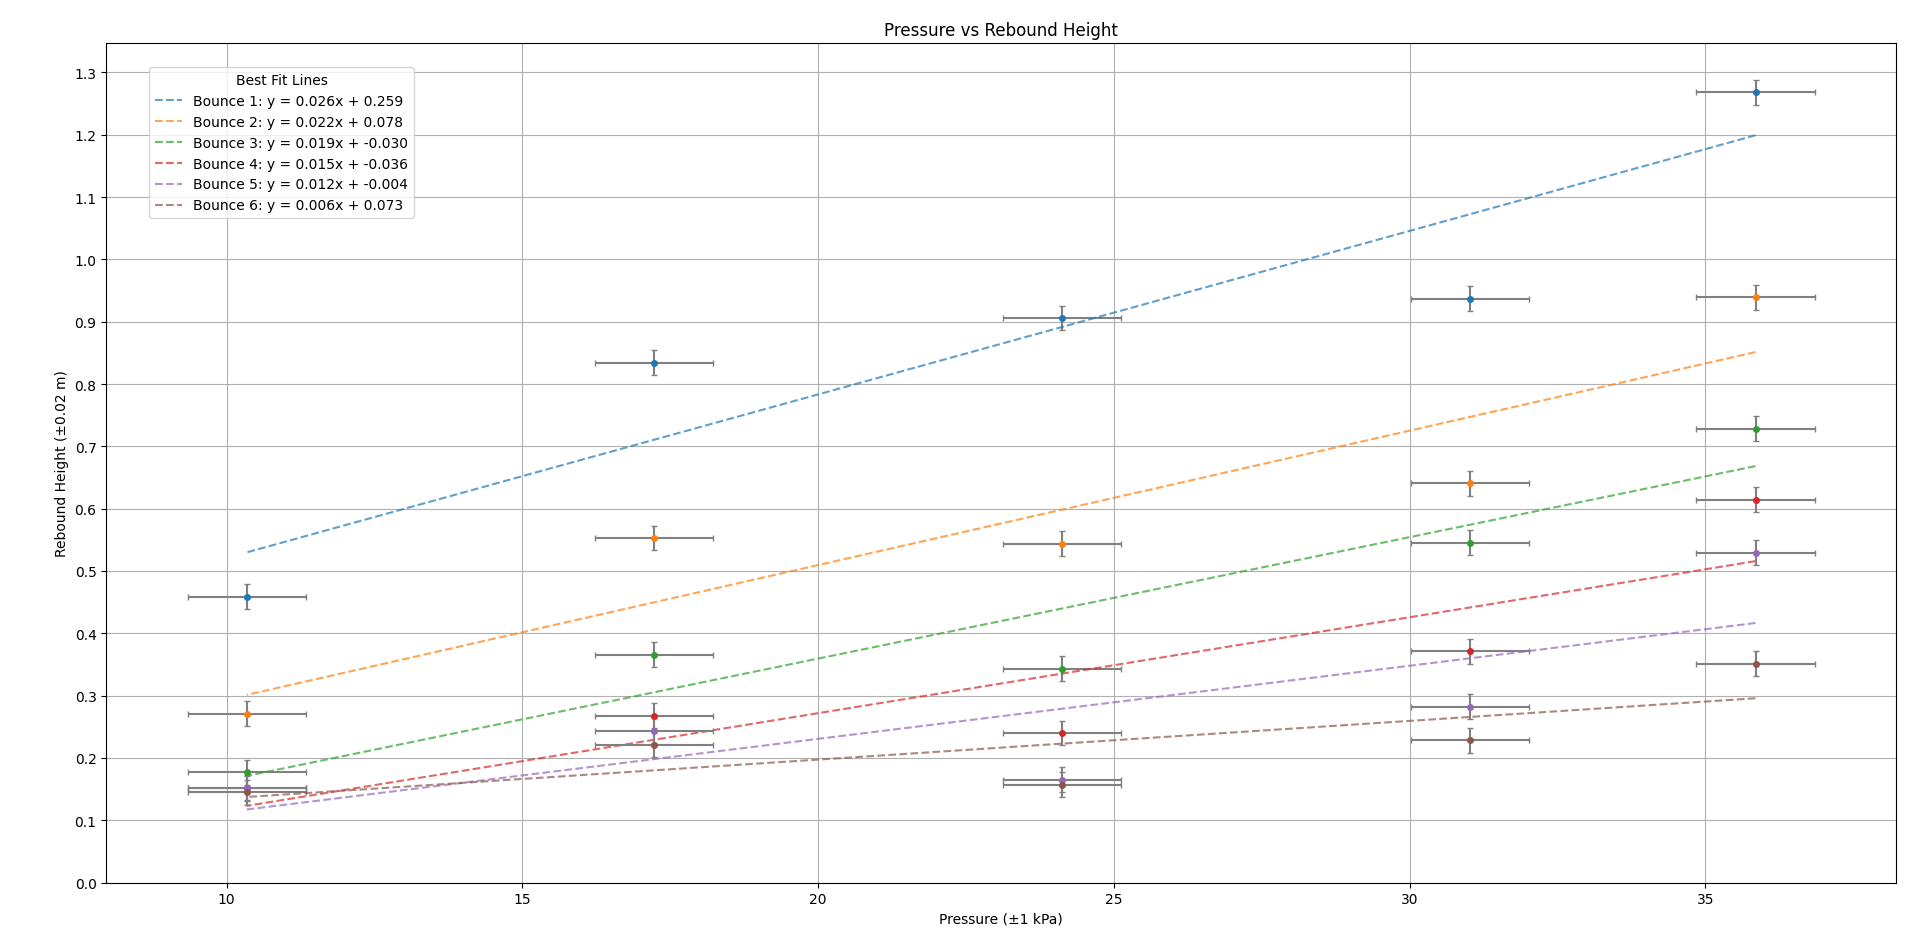 Pressure vs Rebound Height
Best Fit Lines
Bounce 1: y = 0.026x + 0.259
Bounce 2: y = 0.022x + 0.078
Bounce 3: y = 0.019x + -0.030
Bounce 4: y = 0.015x + -0.036
Bounce 5: y = 0.012x + -0.004
Bounce 6: y = 0.006x + 0.073
Rebound Height (±0.02 m)
1.3
1.2
1.1
1.0
0.9
0.8
0.7
0.6
0.5
0.4
0.3
0.2
0.1
0.0
10 15 20 25 30 35
Pressure (±1 kPa)